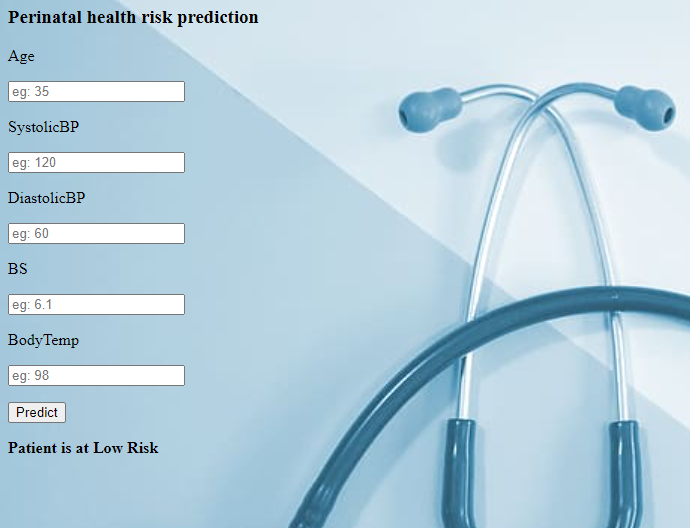 Perinatal health risk prediction
Age
eg: 35
SystolicBP
eg: 120
DiastolicBP
eg: 60
BS
eg: 6.1
BodyTemp
eg: 98
Predict
Patient is at Low Risk